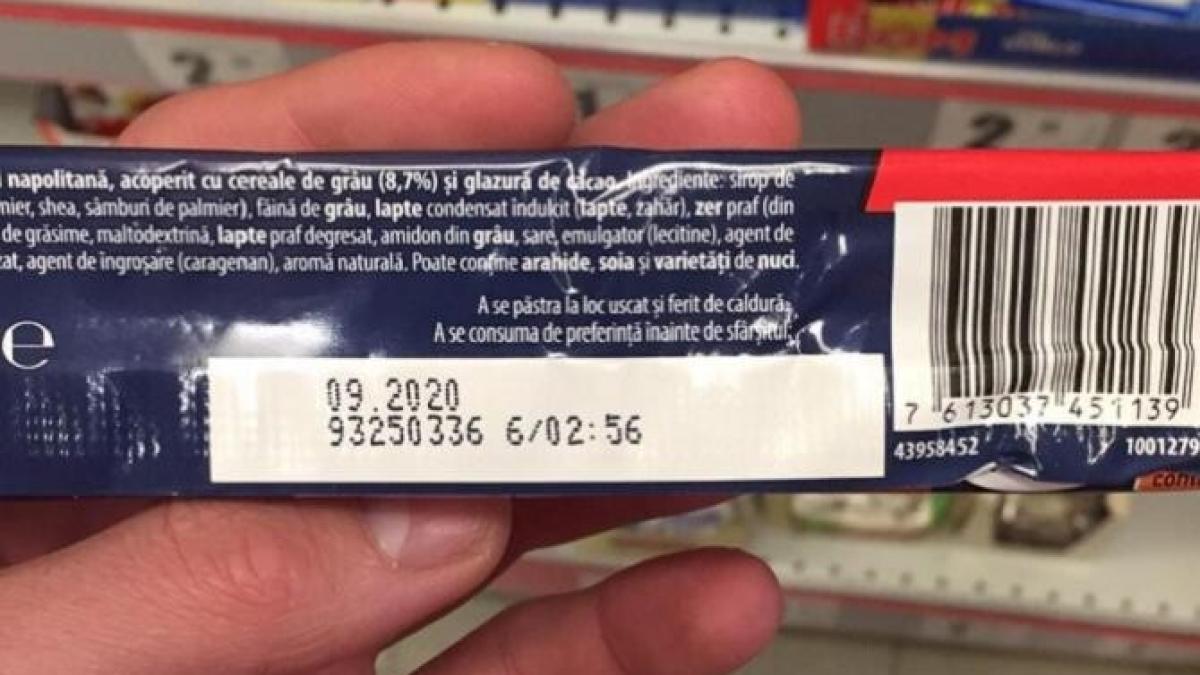 napolitană, acoperit cu cereale de grâu (8,7%) și glazură de cacao. Ingrediente: sirop de
mier, shea, sâmburi de palmier), făină de grâu, lapte condensat îndulcit (lapte, zahăr), zer praf (din
de grăsime, maltodextrină, lapte praf degresat, amidon din grâu, sare, emulgator (lecitine), agent de
zat, agent de îngroșare (caragenan), aromă naturală. Poate conține arahide, soia și varietăți de nuci.
A se păstra la loc uscat și ferit de caldură.
A se consuma de preferință înainte de sfârșitul:
e
09.2020
93250336 6/02:56
7 613037 451139
43958452
1001279
2
2